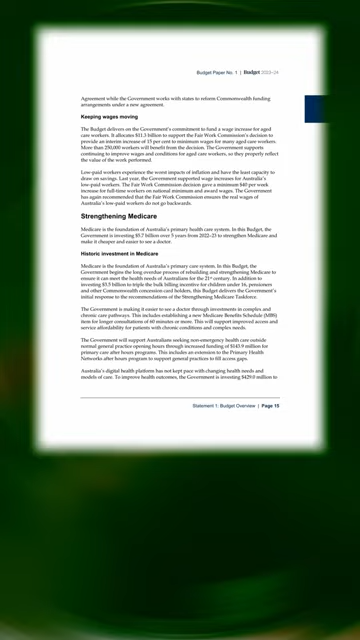 Budget Paper No. 1 | Budget 2023–24
Agreement while the Government works with states to reform Commonwealth funding
arrangements under a new agreement.
Keeping wages moving
The Budget delivers on the Government's commitment to fund a wage increase for aged
care workers. It allocates $11.3 billion to support the Fair Work Commission's decision to
provide an interim increase of 15 per cent to minimum wages for many aged care workers.
More than 250,000 workers will benefit from the decision. The Government supports
continuing to improve wages and conditions for aged care workers, so they properly reflect
the value of the work performed.
Low-paid workers experience the worst impacts of inflation and have the least capacity to
draw on savings. Last year, the Government supported wage increases for Australia's
low-paid workers. The Fair Work Commission decision gave a minimum $40 per week
increase for full-time workers on national minimum and award wages. The Government
has again recommended that the Fair Work Commission ensures the real wages of
Australia's low-paid workers do not go backwards.
Strengthening Medicare
Medicare is the foundation of Australia's primary health care system. In this Budget, the
Government is investing $5.7 billion over 5 years from 2022–23 to strengthen Medicare and
make it cheaper and easier to see a doctor.
Historic investment in Medicare
Medicare is the foundation of Australia's primary care system. In this Budget, the
Government begins the long overdue process of rebuilding and strengthening Medicare to
ensure it can meet the health needs of Australians for the 21st century. In addition to
investing $3.5 billion to triple the bulk billing incentive for children under 16, pensioners
and other Commonwealth concession card holders, this Budget delivers the Government's
initial response to the recommendations of the Strengthening Medicare Taskforce.
The Government is making it easier to see a doctor through investments in complex and
chronic care pathways. This includes establishing a new Medicare Benefits Schedule (MBS)
item for longer consultations of 60 minutes or more. This will support improved access and
service affordability for patients with chronic conditions and complex needs.
The Government will support Australians seeking non-emergency health care outside
normal general practice opening hours through increased funding of $143.9 million for
primary care after hours programs. This includes an extension to the Primary Health
Networks after hours program to support general practices to fill access gaps.
Australia's digital health platform has not kept pace with changing health needs and
models of care. To improve health outcomes, the Government is investing $429.0 million to
Statement 1: Budget Overview | Page 15